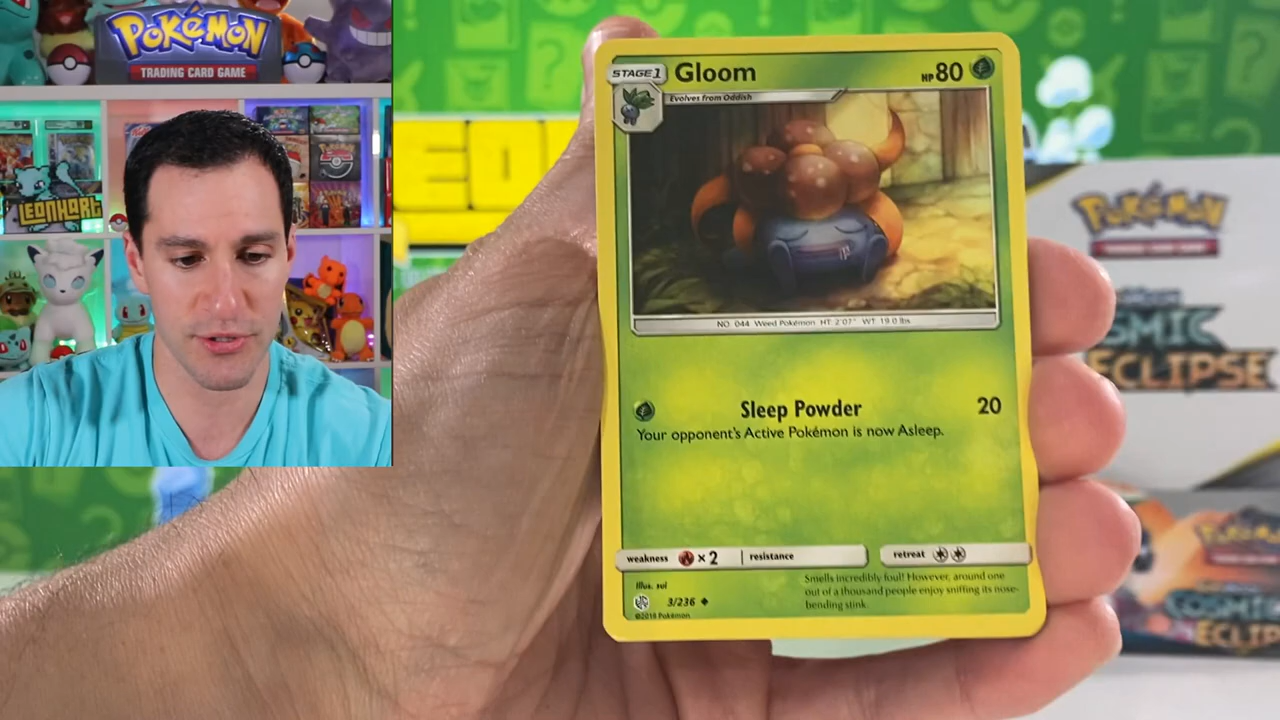 POKéMON
TRADING CARD GAME
LEONHART
STAGE 1
Gloom
HP 80
Evolves from Oddish
NO. 044 Weed Pokémon HT: 2'07" WT: 19.0 lbs.
Sleep Powder
20
Your opponent's Active Pokémon is now Asleep.
weakness
×2
resistance
retreat
Illus. sui
3/236
©2019 Pokémon
Smells incredibly foul! However, around one
out of a thousand people enjoy sniffing its nose-
bending stink.
POKéMON
COSMIC
ECLIPSE
COSMIC
ECLIPSE